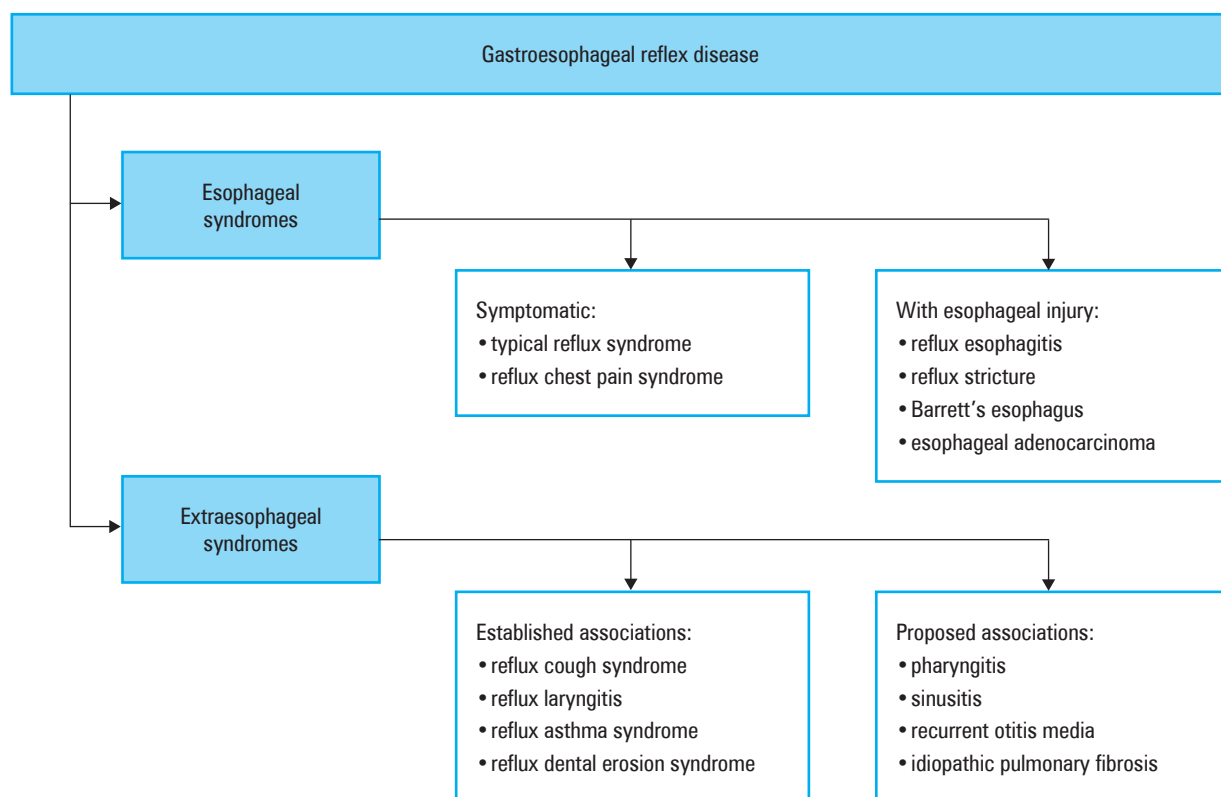 Gastroesophageal reflex disease
Esophageal
syndromes
Symptomatic:
• typical reflux syndrome
• reflux chest pain syndrome
With esophageal injury:
• reflux esophagitis
• reflux stricture
• Barrett's esophagus
• esophageal adenocarcinoma
Extraesophageal
syndromes
Established associations:
• reflux cough syndrome
• reflux laryngitis
• reflux asthma syndrome
• reflux dental erosion syndrome
Proposed associations:
• pharyngitis
• sinusitis
• recurrent otitis media
• idiopathic pulmonary fibrosis